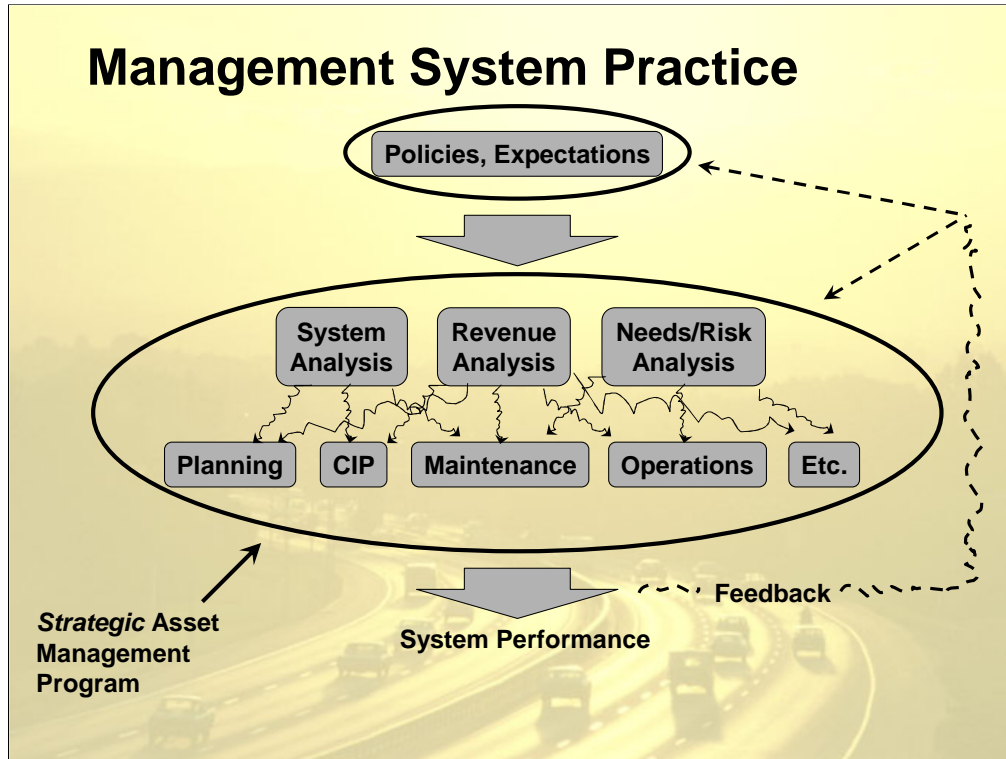 Management System Practice
Policies, Expectations
System
Analysis
Revenue
Analysis
Needs/Risk
Analysis
Planning
CIP
Maintenance
Operations
Etc.
Feedback
Strategic Asset
Management
Program
System Performance